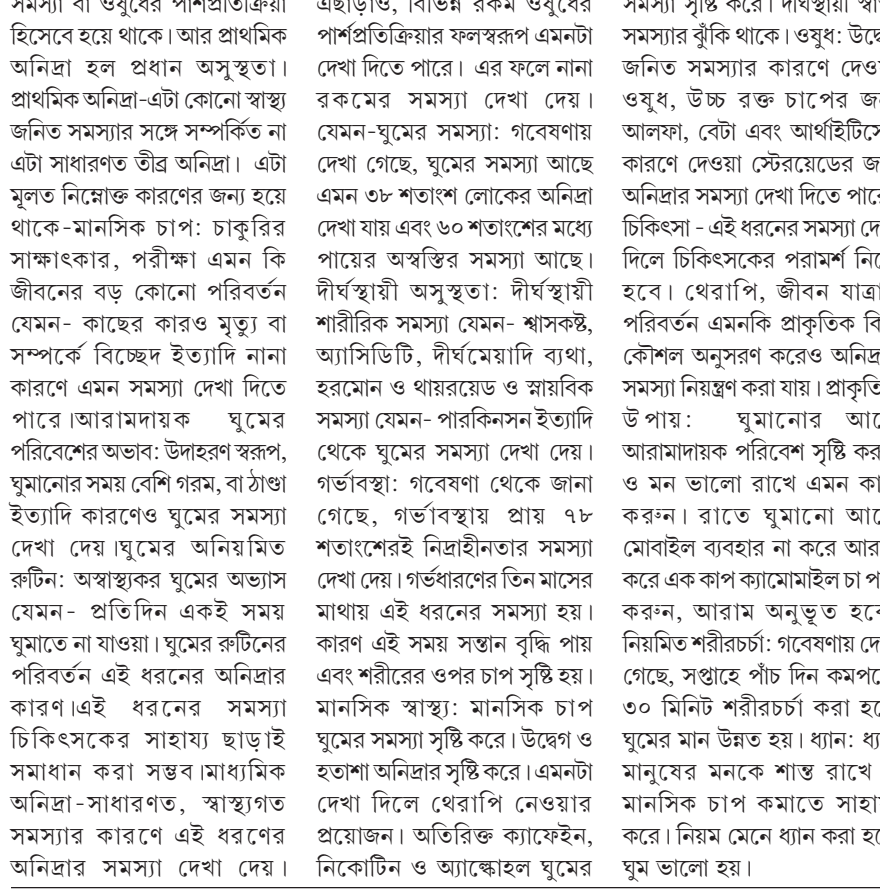 সমস্যা বা ওষুধের পার্শপ্রতিক্রিয়া
হিসেবে হয়ে থাকে। আর প্রাথমিক
অনিদ্রা হল প্রধান অসুস্থতা।
প্রাথমিক অনিদ্রা-এটা কোনো স্বাস্থ্য
জনিত সমস্যার সঙ্গে সম্পর্কিত না
এটা সাধারণত তীব্র অনিদ্রা। এটা
মূলত নিম্নোক্ত কারণের জন্য হয়ে
থাকে-মানসিক চাপ: চাকুরির
সাক্ষাৎকার, পরীক্ষা এমন কি
জীবনের বড় কোনো পরিবর্তন
যেমন- কাছের কারও মৃত্যু বা
সম্পর্কে বিচ্ছেদ ইত্যাদি নানা
কারণে এমন সমস্যা দেখা দিতে
পারে।আরামদায়ক ঘুমের
পরিবেশের অভাব: উদাহরণ স্বরূপ,
ঘুমানোর সময় বেশি গরম, বা ঠাণ্ডা
ইত্যাদি কারণেও ঘুমের সমস্যা
দেখা দেয়।ঘুমের অনিয়মিত
রুটিন: অস্বাস্থ্যকর ঘুমের অভ্যাস
যেমন- প্রতিদিন একই সময়
ঘুমাতে না যাওয়া। ঘুমের রুটিনের
পরিবর্তন এই ধরনের অনিদ্রার
কারণ।এই ধরনের সমস্যা
চিকিৎসকের সাহায্য ছাড়াই
সমাধান করা সম্ভব।মাধ্যমিক
অনিদ্রা-সাধারণত, স্বাস্থ্যগত
সমস্যার কারণে এই ধরণের
অনিদ্রার সমস্যা দেখা দেয়।
এছাড়াও, বিভিন্ন রকম ওষুধের
পার্শপ্রতিক্রিয়ার ফলস্বরূপ এমনটা
দেখা দিতে পারে। এর ফলে নানা
রকমের সমস্যা দেখা দেয়।
যেমন-ঘুমের সমস্যা: গবেষণায়
দেখা গেছে, ঘুমের সমস্যা আছে
এমন ৩৮ শতাংশ লোকের অনিদ্রা
দেখা যায় এবং ৬০ শতাংশের মধ্যে
পায়ের অস্বস্তির সমস্যা আছে।
দীর্ঘস্থায়ী অসুস্থতা: দীর্ঘস্থায়ী
শারীরিক সমস্যা যেমন- শ্বাসকষ্ট,
অ্যাসিডিটি, দীর্ঘমেয়াদি ব্যথা,
হরমোন ও থায়রয়েড ও স্নায়বিক
সমস্যা যেমন- পারকিনসন ইত্যাদি
থেকে ঘুমের সমস্যা দেখা দেয়।
গর্ভাবস্থা: গবেষণা থেকে জানা
গেছে, গর্ভাবস্থায় প্রায় ৭৮
শতাংশেরই নিদ্রাহীনতার সমস্যা
দেখা দেয়। গর্ভধারণের তিন মাসের
মাথায় এই ধরনের সমস্যা হয়।
কারণ এই সময় সন্তান বৃদ্ধি পায়
এবং শরীরের ওপর চাপ সৃষ্টি হয়।
মানসিক স্বাস্থ্য: মানসিক চাপ
ঘুমের সমস্যা সৃষ্টি করে। উদ্বেগ ও
হতাশা অনিদ্রার সৃষ্টি করে। এমনটা
দেখা দিলে থেরাপি নেওয়ার
প্রয়োজন। অতিরিক্ত ক্যাফেইন,
নিকোটিন ও অ্যাল্কোহল ঘুমের
সমস্যা সৃষ্টি করে। দীর্ঘস্থায়ী
সমস্যার ঝুঁকি থাকে। ওষুধ:
জনিত সমস্যার কারণে
ওষুধ, উচ্চ রক্ত চাপের
আলফা, বেটা এবং
কারণে দেওয়া স্টেরয়েডের
অনিদ্রার সমস্যা দেখা দিতে
চিকিৎসা - এই ধরনের সমস্যা
দিলে চিকিৎসকের পরামর্শ
হবে। থেরাপি, জীবন
পরিবর্তন এমনকি প্রাকৃতিক
কৌশল অনুসরণ করেও
সমস্যা নিয়ন্ত্রণ করা যায়।
উপায়: ঘুমানোর
আরামাদায়ক পরিবেশ সৃষ্টি
ও মন ভালো রাখে এমন
করুন। রাতে ঘুমানো
মোবাইল ব্যবহার না করে
করে এক কাপ ক্যামোমাইল চা
করুন, আরাম অনুভূত
নিয়মিত শরীরচর্চা: গবেষণায়
গেছে, সপ্তাহে পাঁচ দিন
৩০ মিনিট শরীরচর্চা করা
ঘুমের মান উন্নত হয়। ধ্যান:
মানুষের মনকে শান্ত রাখে
মানসিক চাপ কমাতে
করে। নিয়ম মেনে ধ্যান করা
ঘুম ভালো হয়।